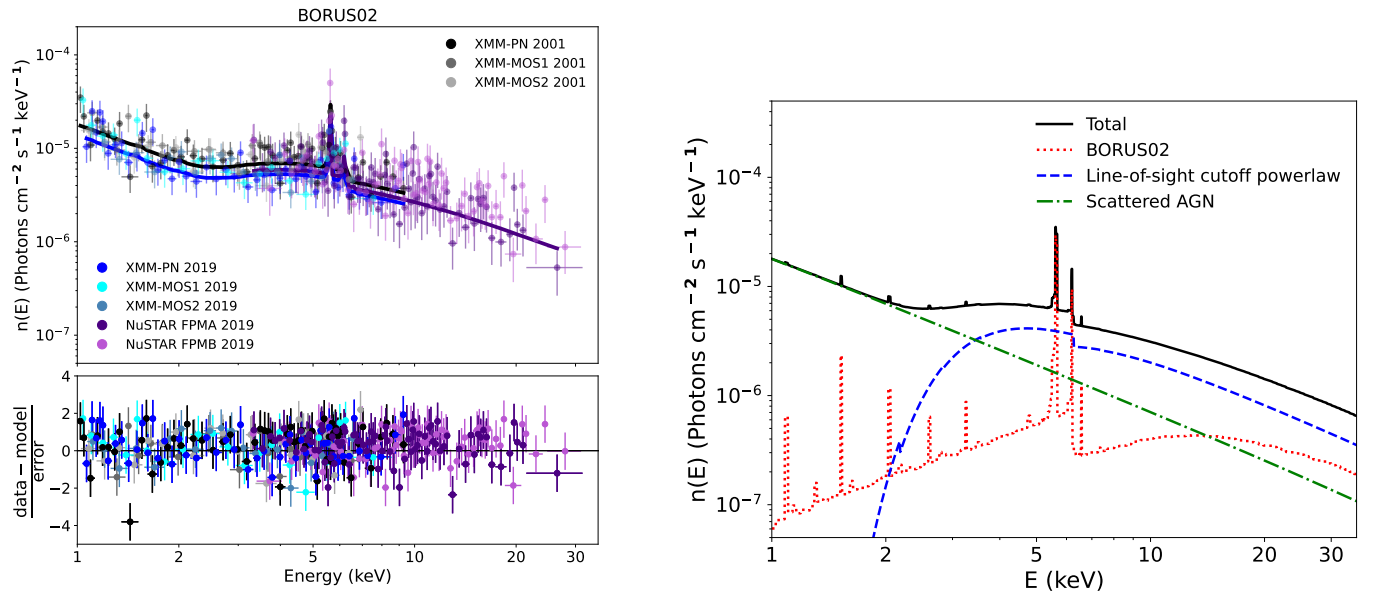 BORUS02
n(E) (Photons cm⁻² s⁻¹ keV⁻¹)
10⁻⁴
10⁻⁵
10⁻⁶
10⁻⁷
XMM-PN 2001
XMM-MOS1 2001
XMM-MOS2 2001
XMM-PN 2019
XMM-MOS1 2019
XMM-MOS2 2019
NuSTAR FPMA 2019
NuSTAR FPMB 2019
data − model
error
4
2
0
−2
−4
1 2 5 10 20 30
Energy (keV)
n(E) (Photons cm⁻² s⁻¹ keV⁻¹)
10⁻⁴
10⁻⁵
10⁻⁶
10⁻⁷
Total
BORUS02
Line-of-sight cutoff powerlaw
Scattered AGN
1 2 5 10 20 30
E (keV)